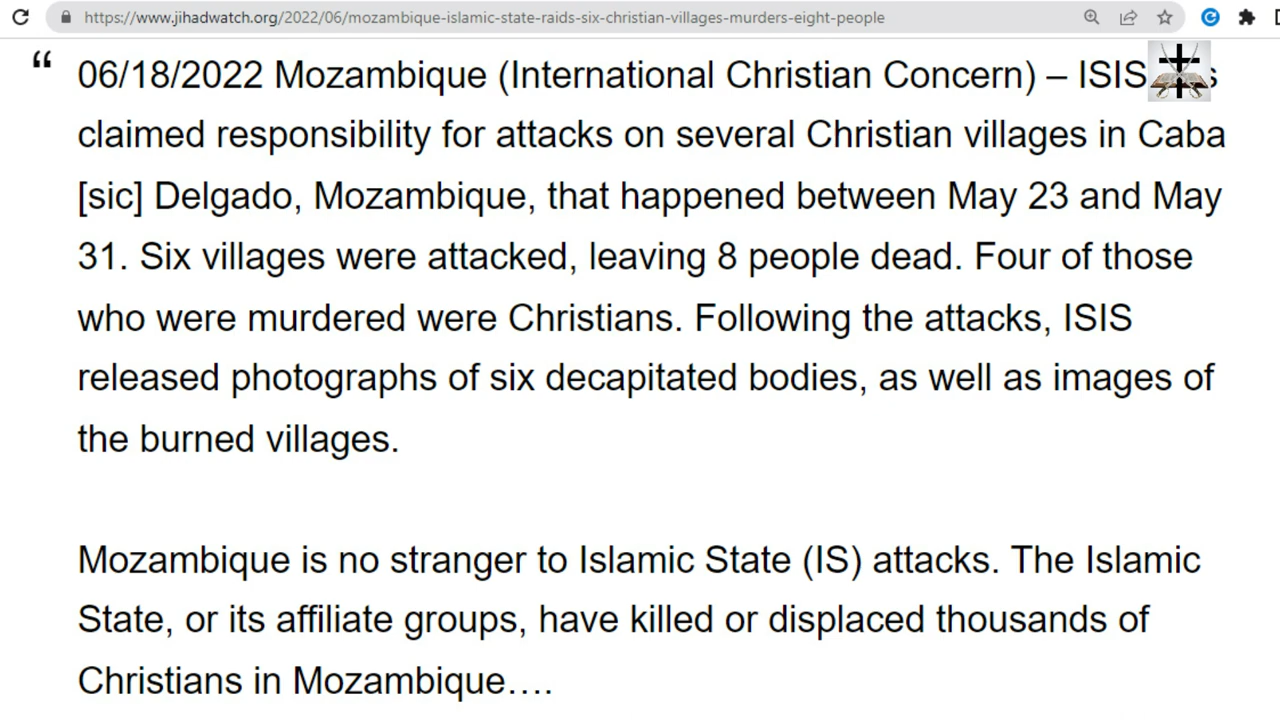 https://www.jihadwatch.org/2022/06/mozambique-islamic-state-raids-six-christian-villages-murders-eight-people
“ 06/18/2022 Mozambique (International Christian Concern) – ISIS
claimed responsibility for attacks on several Christian villages in Caba
[sic] Delgado, Mozambique, that happened between May 23 and May
31. Six villages were attacked, leaving 8 people dead. Four of those
who were murdered were Christians. Following the attacks, ISIS
released photographs of six decapitated bodies, as well as images of
the burned villages.
Mozambique is no stranger to Islamic State (IS) attacks. The Islamic
State, or its affiliate groups, have killed or displaced thousands of
Christians in Mozambique….